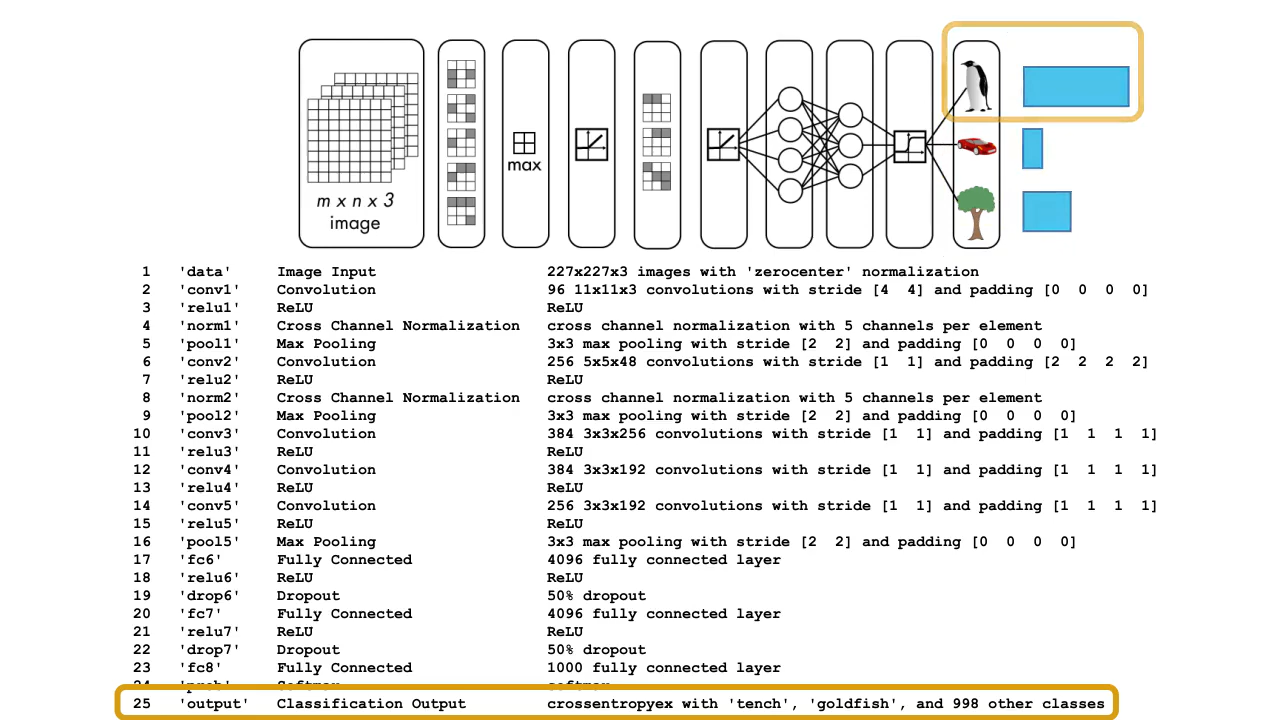 max
m x n x 3
image
1 'data' Image Input 227x227x3 images with 'zerocenter' normalization
2 'conv1' Convolution 96 11x11x3 convolutions with stride [4 4] and padding [0 0 0 0]
3 'relu1' ReLU ReLU
4 'norm1' Cross Channel Normalization cross channel normalization with 5 channels per element
5 'pool1' Max Pooling 3x3 max pooling with stride [2 2] and padding [0 0 0 0]
6 'conv2' Convolution 256 5x5x48 convolutions with stride [1 1] and padding [2 2 2 2]
7 'relu2' ReLU ReLU
8 'norm2' Cross Channel Normalization cross channel normalization with 5 channels per element
9 'pool2' Max Pooling 3x3 max pooling with stride [2 2] and padding [0 0 0 0]
10 'conv3' Convolution 384 3x3x256 convolutions with stride [1 1] and padding [1 1 1 1]
11 'relu3' ReLU ReLU
12 'conv4' Convolution 384 3x3x192 convolutions with stride [1 1] and padding [1 1 1 1]
13 'relu4' ReLU ReLU
14 'conv5' Convolution 256 3x3x192 convolutions with stride [1 1] and padding [1 1 1 1]
15 'relu5' ReLU ReLU
16 'pool5' Max Pooling 3x3 max pooling with stride [2 2] and padding [0 0 0 0]
17 'fc6' Fully Connected 4096 fully connected layer
18 'relu6' ReLU ReLU
19 'drop6' Dropout 50% dropout
20 'fc7' Fully Connected 4096 fully connected layer
21 'relu7' ReLU ReLU
22 'drop7' Dropout 50% dropout
23 'fc8' Fully Connected 1000 fully connected layer
25 'output' Classification Output crossentropyex with 'tench', 'goldfish', and 998 other classes